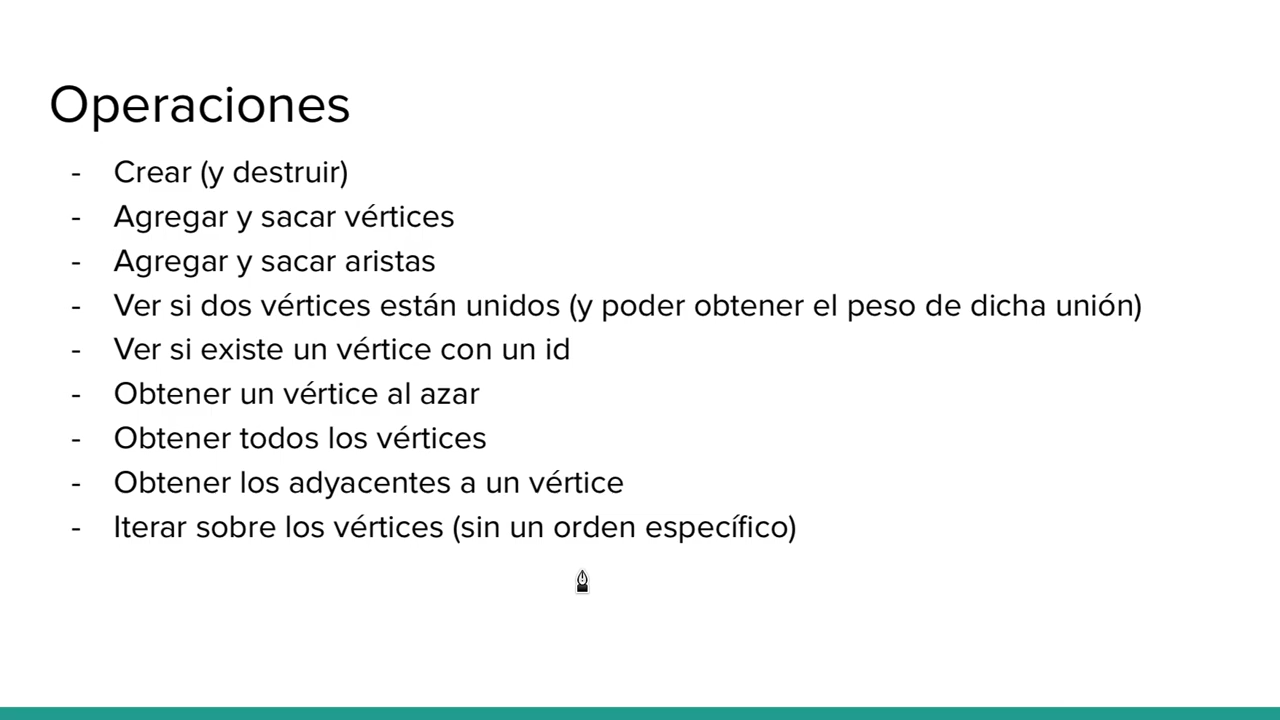 Operaciones
- Crear (y destruir)
- Agregar y sacar vértices
- Agregar y sacar aristas
- Ver si dos vértices están unidos (y poder obtener el peso de dicha unión)
- Ver si existe un vértice con un id
- Obtener un vértice al azar
- Obtener todos los vértices
- Obtener los adyacentes a un vértice
- Iterar sobre los vértices (sin un orden específico)